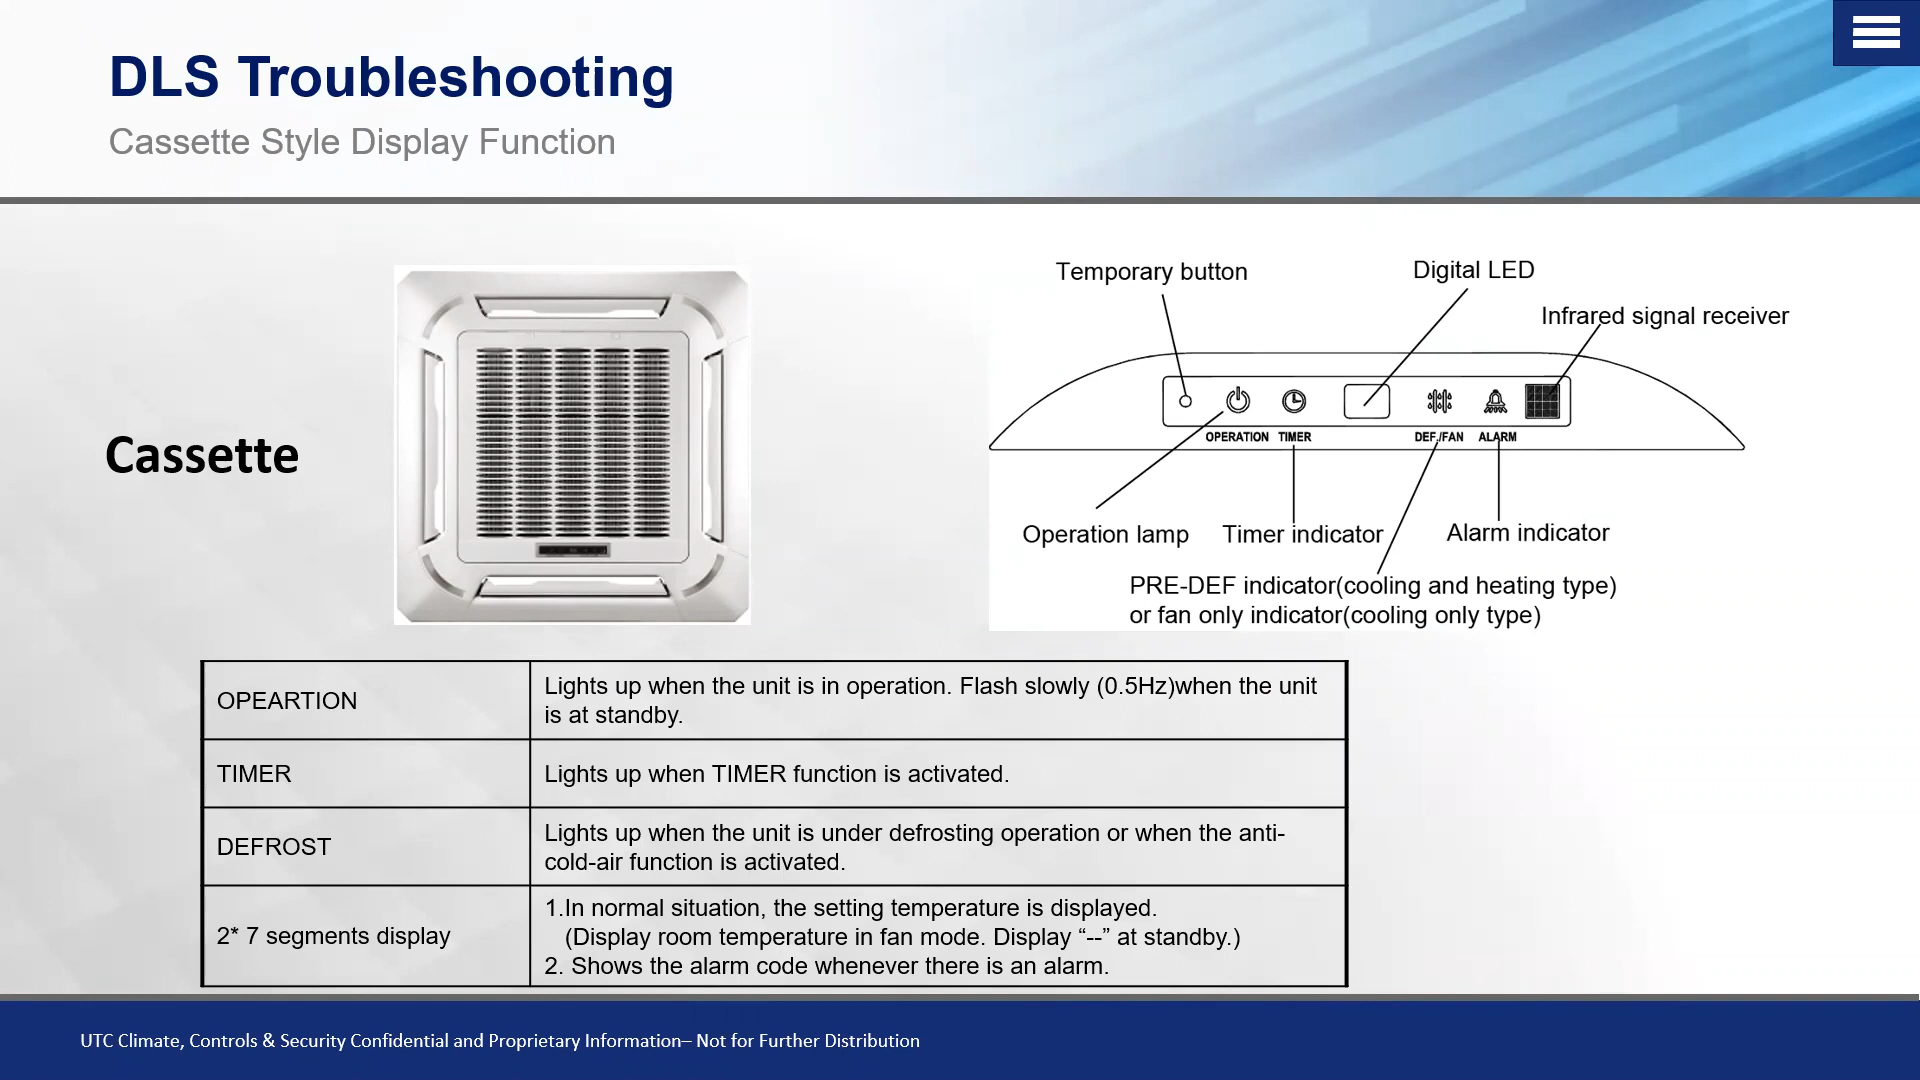 DLS Troubleshooting
Cassette Style Display Function
Temporary button
Digital LED
Infrared signal receiver
OPERATION TIMER DEF./FAN ALARM
Cassette
Operation lamp
Timer indicator
Alarm indicator
PRE-DEF indicator(cooling and heating type)
or fan only indicator(cooling only type)
OPEARTION
Lights up when the unit is in operation. Flash slowly (0.5Hz)when the unit
is at standby.
TIMER
Lights up when TIMER function is activated.
DEFROST
Lights up when the unit is under defrosting operation or when the anti-
cold-air function is activated.
2* 7 segments display
1.In normal situation, the setting temperature is displayed.
(Display room temperature in fan mode. Display “--” at standby.)
2. Shows the alarm code whenever there is an alarm.
UTC Climate, Controls & Security Confidential and Proprietary Information– Not for Further Distribution